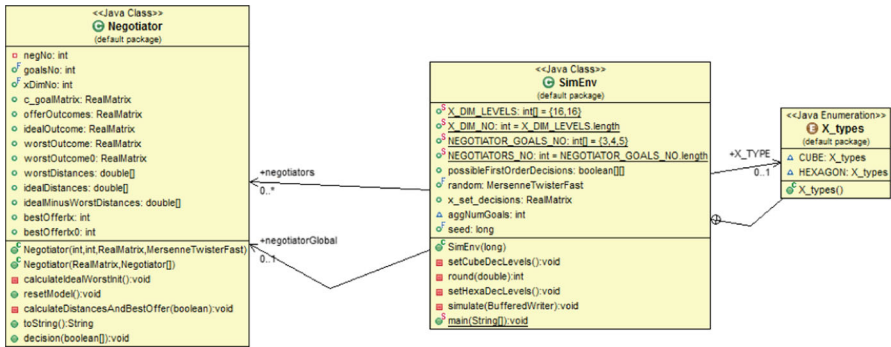 <<Java Class>>
Negotiator
(default package)
negNo: int
goalsNo: int
xDimNo: int
c_goalMatrix: RealMatrix
offerOutcomes: RealMatrix
idealOutcome: RealMatrix
worstOutcome: RealMatrix
worstOutcome0: RealMatrix
worstDistances: double[]
idealDistances: double[]
idealMinusWorstDistances: double[]
bestOfferIx: int
bestOfferIx0: int
Negotiator(int,int,RealMatrix,MersenneTwisterFast)
Negotiator(RealMatrix,Negotiator[])
calculateIdealWorstInit():void
resetModel():void
calculateDistancesAndBestOffer(boolean):void
toString():String
decision(boolean[]):void
+negotiators
0..*
+negotiatorGlobal
0..1
<<Java Class>>
SimEnv
(default package)
X_DIM_LEVELS: int[] = {16,16}
X_DIM_NO: int = X_DIM_LEVELS.length
NEGOTIATOR_GOALS_NO: int[] = {3,4,5}
NEGOTIATORS_NO: int = NEGOTIATOR_GOALS_NO.length
possibleFirstOrderDecisions: boolean[][]
random: MersenneTwisterFast
x_set_decisions: RealMatrix
aggNumGoals: int
seed: long
SimEnv(long)
setCubeDecLevels():void
round(double):int
setHexaDecLevels():void
simulate(BufferedWriter):void
main(String[]):void
+X_TYPE
0..1
<<Java Enumeration>>
X_types
(default package)
CUBE: X_types
HEXAGON: X_types
X_types()